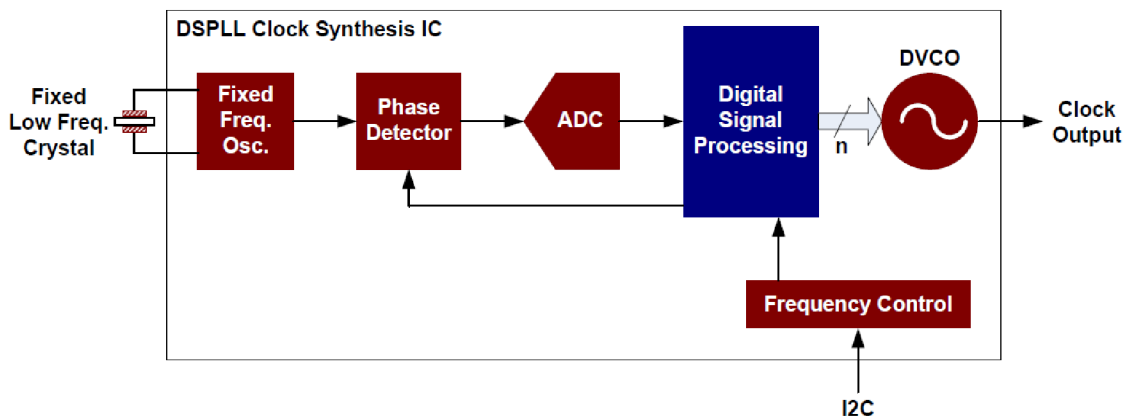 DSPLL Clock Synthesis IC
DVCO
Fixed
Low Freq.
Crystal
Fixed
Freq.
Osc.
Phase
Detector
ADC
Digital
Signal
Processing
n
Clock
Output
Frequency Control
I2C